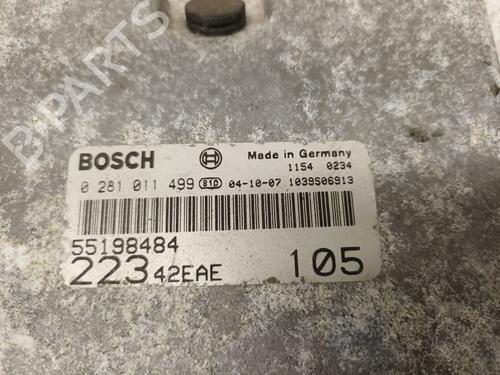 BOSCH Made in Germany
1154 0234
0 281 011 499 810 04-10-07 1039S06913
55198484
223 42EAE 105
B-PARTS